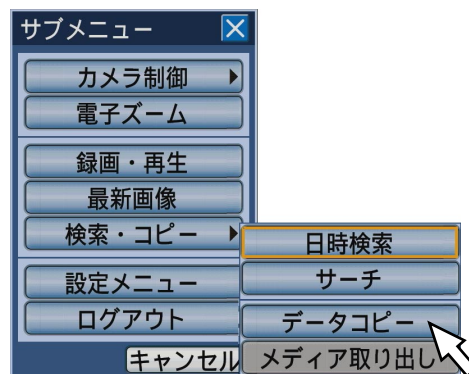 サブメニュー
カメラ制御
電子ズーム
録画・再生
最新画像
検索・コピー
設定メニュー
ログアウト
キャンセル
日時検索
サーチ
データコピー
メディア取り出し